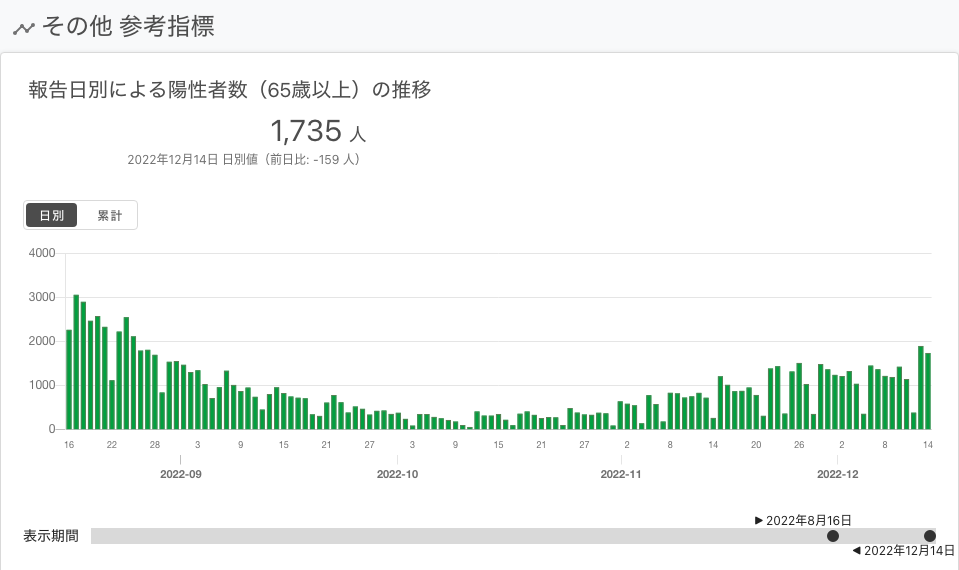 その他 参考指標
報告日別による陽性者数（65歳以上）の推移
1,735 人
2022年12月14日 日別値（前日比: -159 人）
日別 累計
4000
3000
2000
1000
0
16 22 28 3 9 15 21 27 3 9 15 21 27 2 8 14 20 26 2 8 14
2022-09 2022-10 2022-11 2022-12
2022年8月16日
表示期間
2022年12月14日